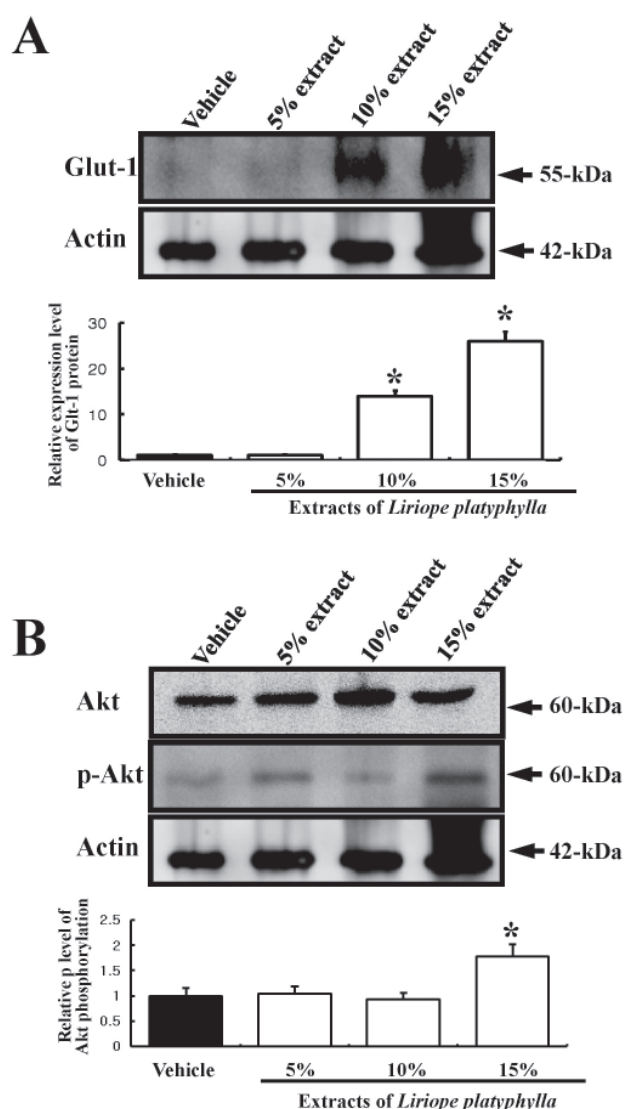 A
Vehicle
5% extract
10% extract
15% extract
Glut-1
55-kDa
Actin
42-kDa
Relative expression level
of Glt-1 protein
30
20
10
0
*
*
Vehicle
5%
10%
15%
Extracts of Liriope platyphylla
B
Vehicle
5% extract
10% extract
15% extract
Akt
60-kDa
p-Akt
60-kDa
Actin
42-kDa
Relative p level of
Akt phosphorylation
2.5
2
1.5
1
0.5
0
*
Vehicle
5%
10%
15%
Extracts of Liriope platyphylla